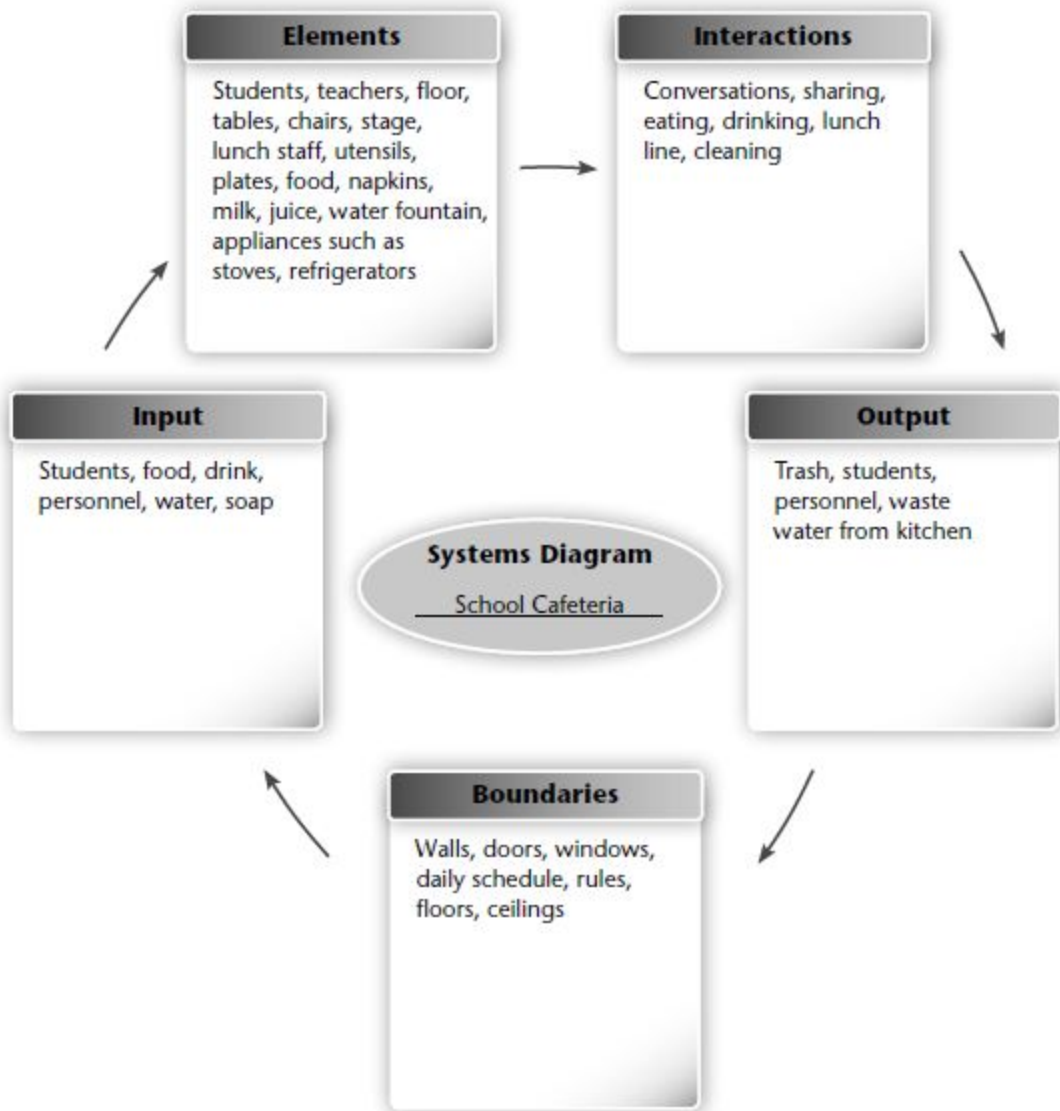 Elements
Students, teachers, floor,
tables, chairs, stage,
lunch staff, utensils,
plates, food, napkins,
milk, juice, water fountain,
appliances such as
stoves, refrigerators
Interactions
Conversations, sharing,
eating, drinking, lunch
line, cleaning
Input
Students, food, drink,
personnel, water, soap
Output
Trash, students,
personnel, waste
water from kitchen
Systems Diagram
School Cafeteria
Boundaries
Walls, doors, windows,
daily schedule, rules,
floors, ceilings